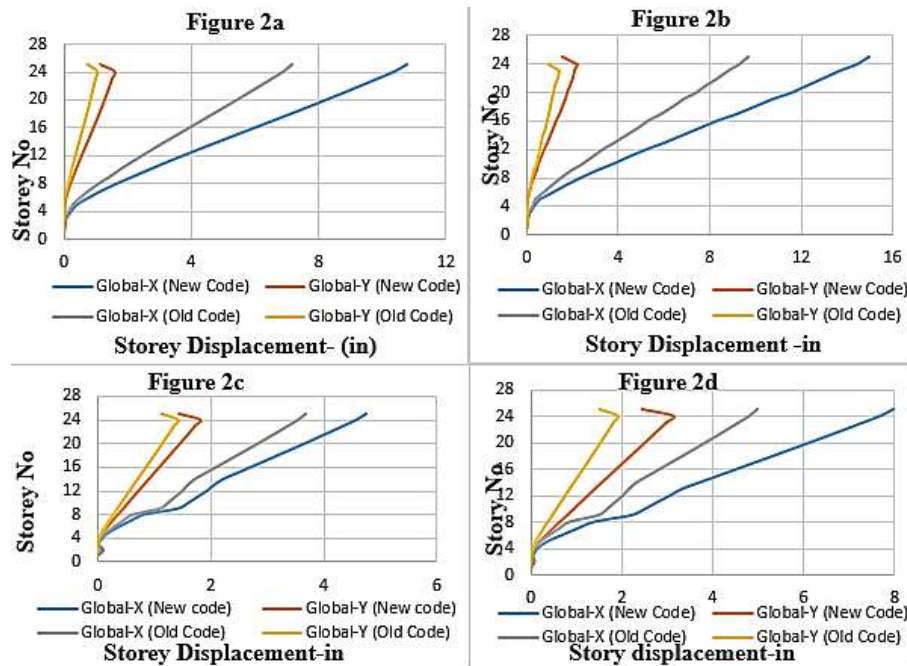 Figure 2a
28
24
20
16
12
8
4
0
Storey No
0 4 8 12
Global-X (New Code) Global-Y (New Code)
Global-X (Old Code) Global-Y (Old Code)
Storey Displacement- (in)
Figure 2b
28
24
20
16
12
8
4
0
Story No
0 4 8 12 16
Global-X (New Code) Global-Y (New Code)
Global-X (Old Code) Global-Y (Old Code)
Story Displacement -in
Figure 2c
28
24
20
16
12
8
4
0
Storey No
0 2 4 6
Global-X (New code) Global-Y (New code)
Global-X (Old Code) Global-Y (Old Code)
Storey Displacement-in
Figure 2d
28
24
20
16
12
8
4
0
Story No
0 2 4 6 8
Global-X (New Code) Global-Y (New Code)
Global-X (Old Code) Global-Y (Old Code)
Story displacement-in